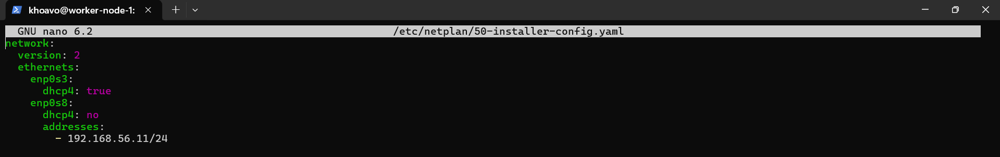 khoavo@worker-node-1:
GNU nano 6.2 /etc/netplan/50-installer-config.yaml
network:
  version: 2
  ethernets:
    enp0s3:
      dhcp4: true
    enp0s8:
      dhcp4: no
      addresses:
        - 192.168.56.11/24